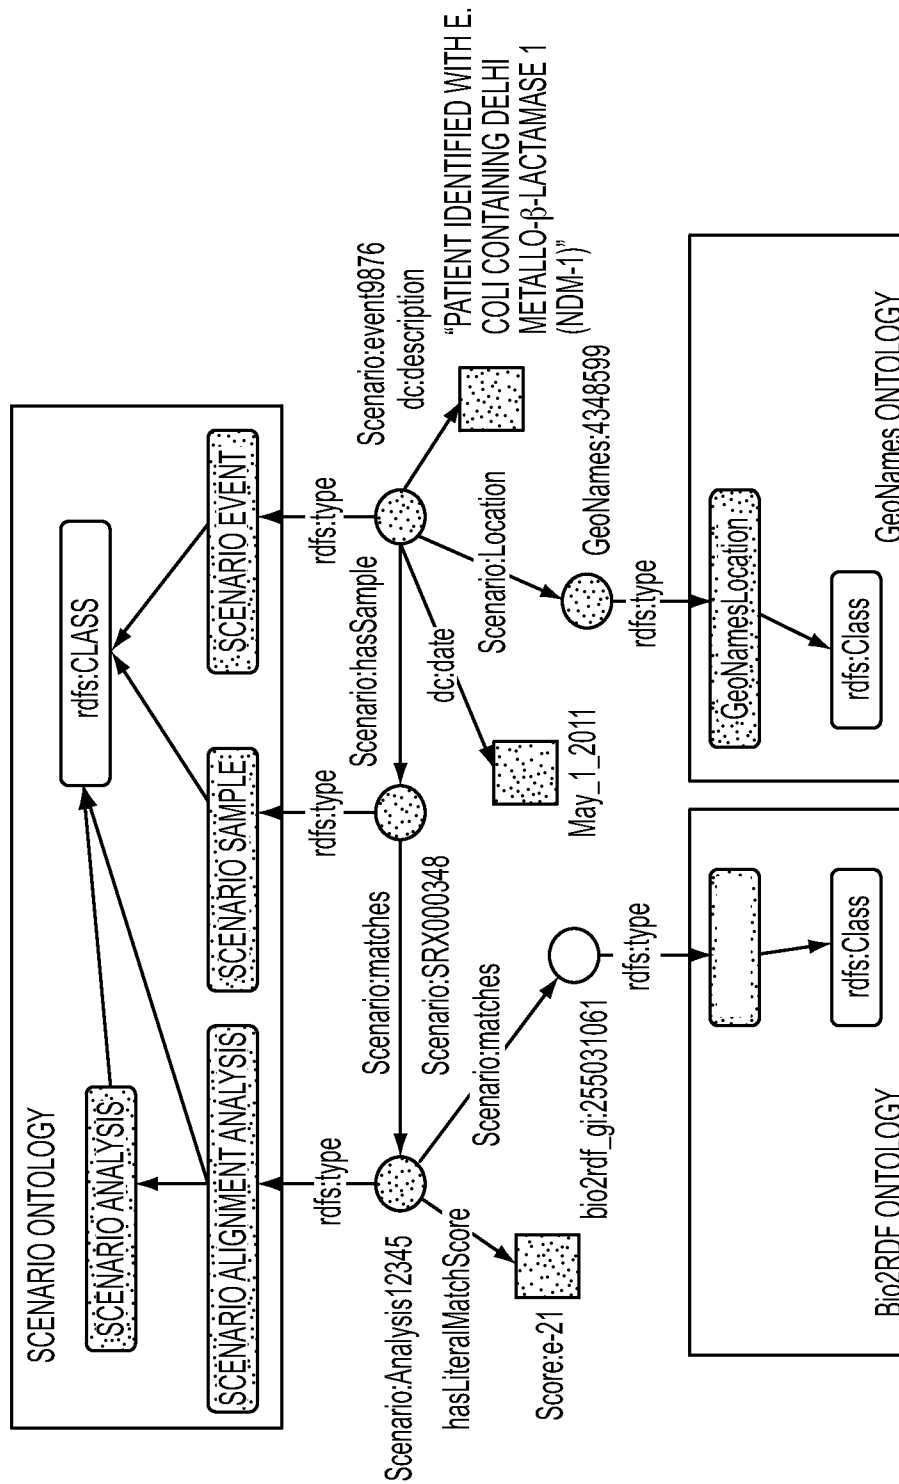 SCENARIO ONTOLOGY
rdfs:CLASS
SCENARIO ANALYSIS
SCENARIO ALIGNMENT ANALYSIS
SCENARIO SAMPLE
SCENARIO EVENT
rdfs:type
rdfs:type
rdfs:type
Scenario:Analysis12345
Scenario:matches
Scenario:hasSample
Scenario:event9876
dc:description
hasLiteralMatchScore
Scenario:SRX000348
Scenario:matches
dc:date
Scenario:Location
"PATIENT IDENTIFIED WITH E.
COLI CONTAINING DELHI
METALLO-β-LACTAMASE 1
(NDM-1)"
Score:e-21
bio2rdf_gi:255031061
May_1_2011
GeoNames:4348599
rdfs:type
rdfs:type
GeoNamesLocation
rdfs:Class
rdfs:Class
Bio2RDF ONTOLOGY
GeoNames ONTOLOGY